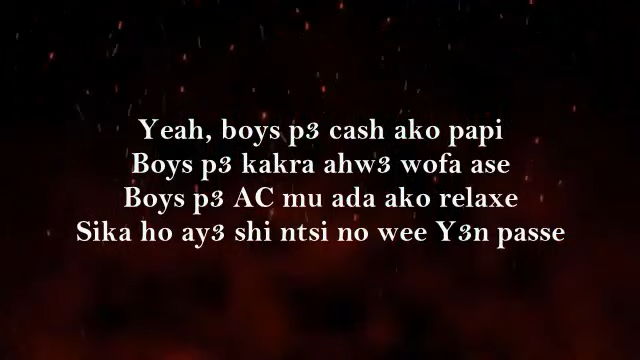 Yeah, boys p3 cash ako papi
Boys p3 kakra ahw3 wofa ase
Boys p3 AC mu ada ako relaxe
Sika ho ay3 shi ntsi no wee Y3n passe